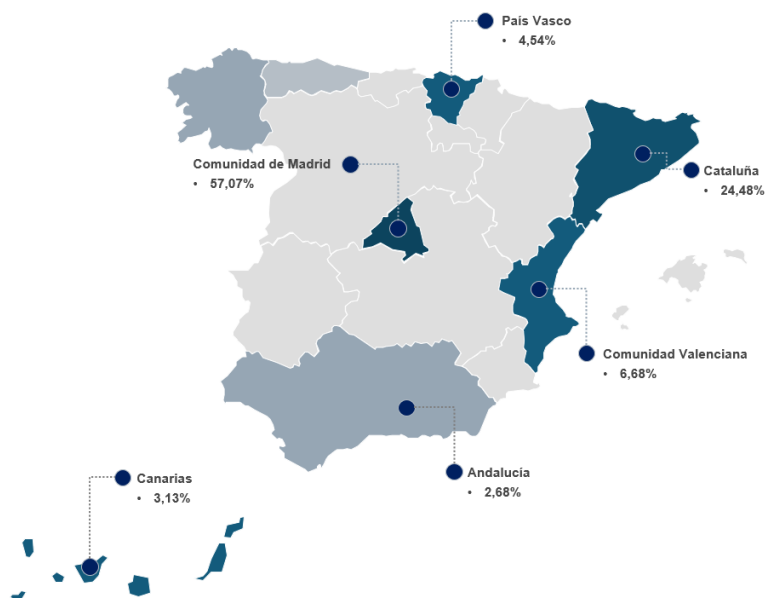 País Vasco
• 4,54%
Comunidad de Madrid
• 57,07%
Cataluña
• 24,48%
Comunidad Valenciana
• 6,68%
Andalucía
• 2,68%
Canarias
• 3,13%